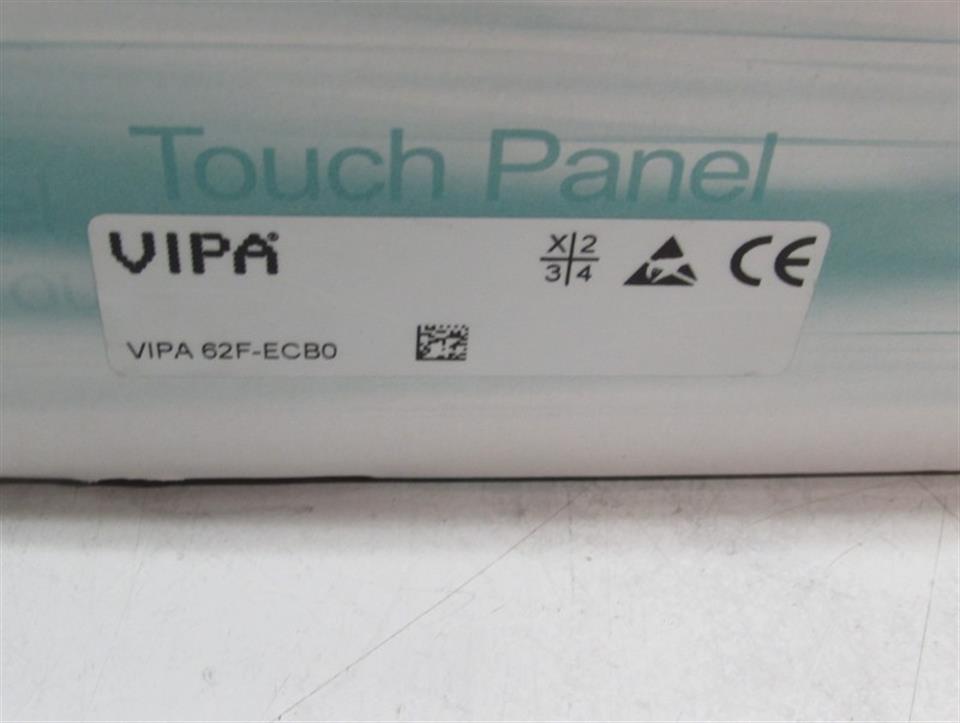 Touch Panel
VIPA®
X 2
3 4
CE
VIPA 62F-ECB0